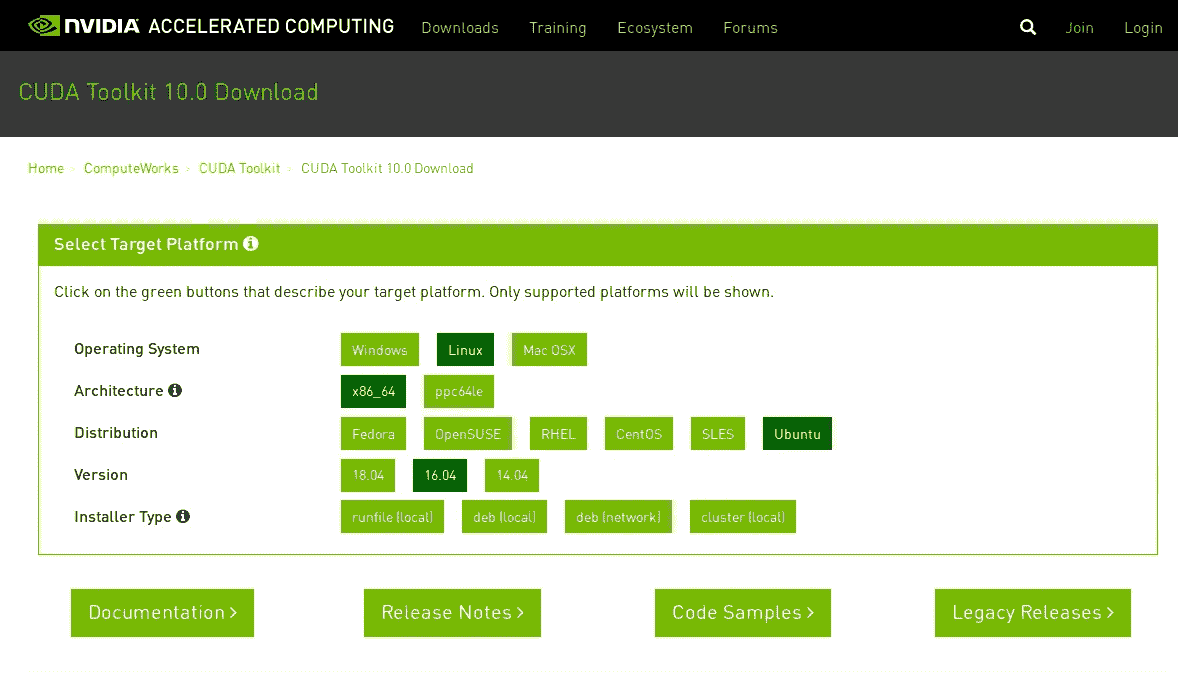 NVIDIA ACCELERATED COMPUTING Downloads Training Ecosystem Forums Join Login
CUDA Toolkit 10.0 Download
Home › ComputeWorks › CUDA Toolkit › CUDA Toolkit 10.0 Download
Select Target Platform
Click on the green buttons that describe your target platform. Only supported platforms will be shown.
Operating System Windows Linux Mac OSX
Architecture x86_64 ppc64le
Distribution Fedora OpenSUSE RHEL CentOS SLES Ubuntu
Version 18.04 16.04 14.04
Installer Type runfile (local) deb (local) deb (network) cluster (local)
Documentation › Release Notes › Code Samples › Legacy Releases ›